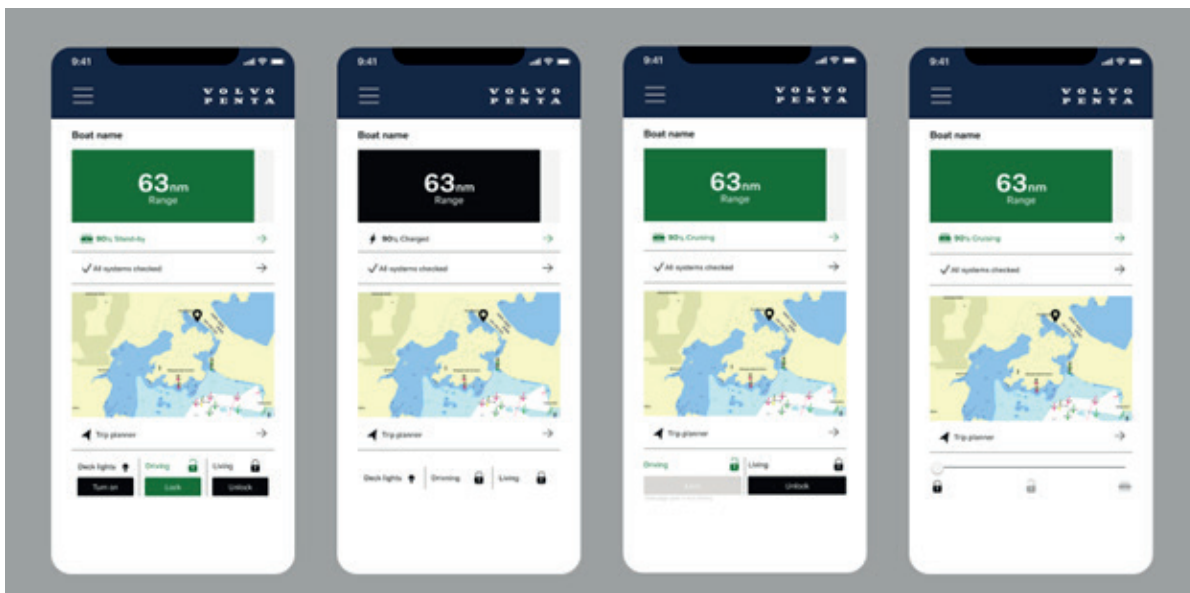 9:41
VOLVO
PENTA
Boat name
63nm
Range
90% Stand-by
All systems checked
Trip planner
Deck lights
Driving
Living
Turn on
Lock
Unlock
9:41
VOLVO
PENTA
Boat name
63nm
Range
90% Charged
All systems checked
Trip planner
Deck lights
Driving
Living
9:41
VOLVO
PENTA
Boat name
63nm
Range
90% Cruising
All systems checked
Trip planner
Driving
Living
Unlock
9:41
VOLVO
PENTA
Boat name
63nm
Range
90% Cruising
All systems checked
Trip planner